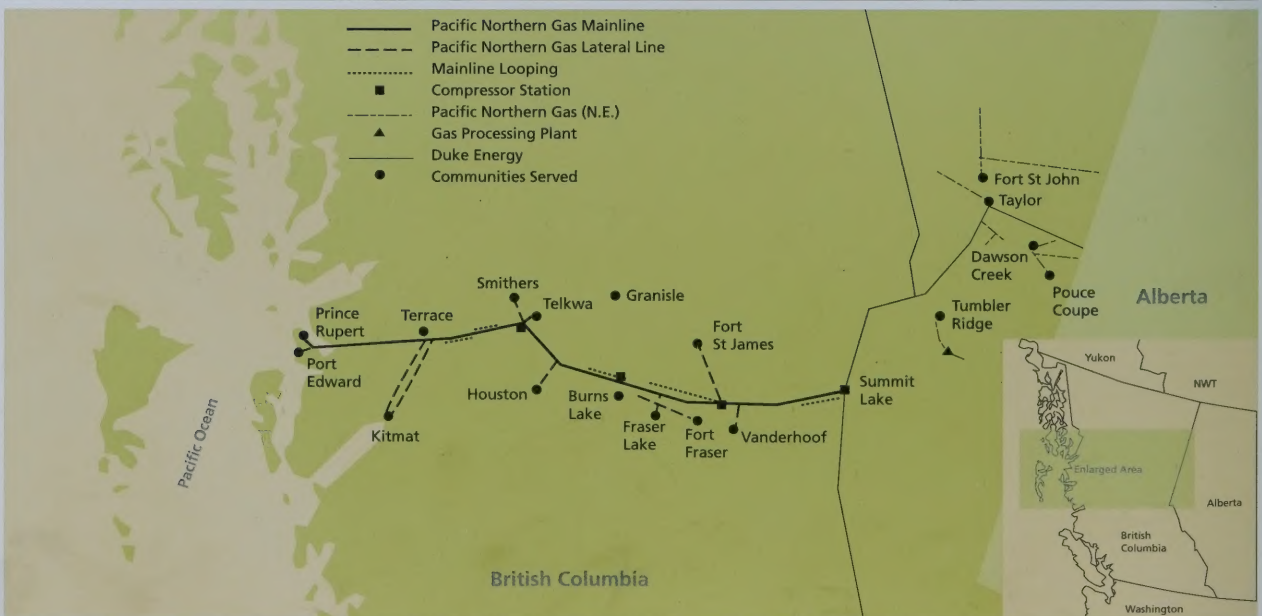 Pacific Northern Gas Mainline
Pacific Northern Gas Lateral Line
Mainline Looping
Compressor Station
Pacific Northern Gas (N.E.)
Gas Processing Plant
Duke Energy
Communities Served
Fort St John
Taylor
Dawson
Creek
Pouce
Coupe
Alberta
Tumbler
Ridge
Smithers
Telkwa
Granisle
Prince
Rupert
Terrace
Port
Edward
Fort
St James
Houston
Burns
Lake
Summit
Lake
Kitmat
Fraser
Lake
Fort
Fraser
Vanderhoof
Pacific Ocean
British Columbia
Yukon
NWT
Enlarged Area
Alberta
British
Columbia
Washington